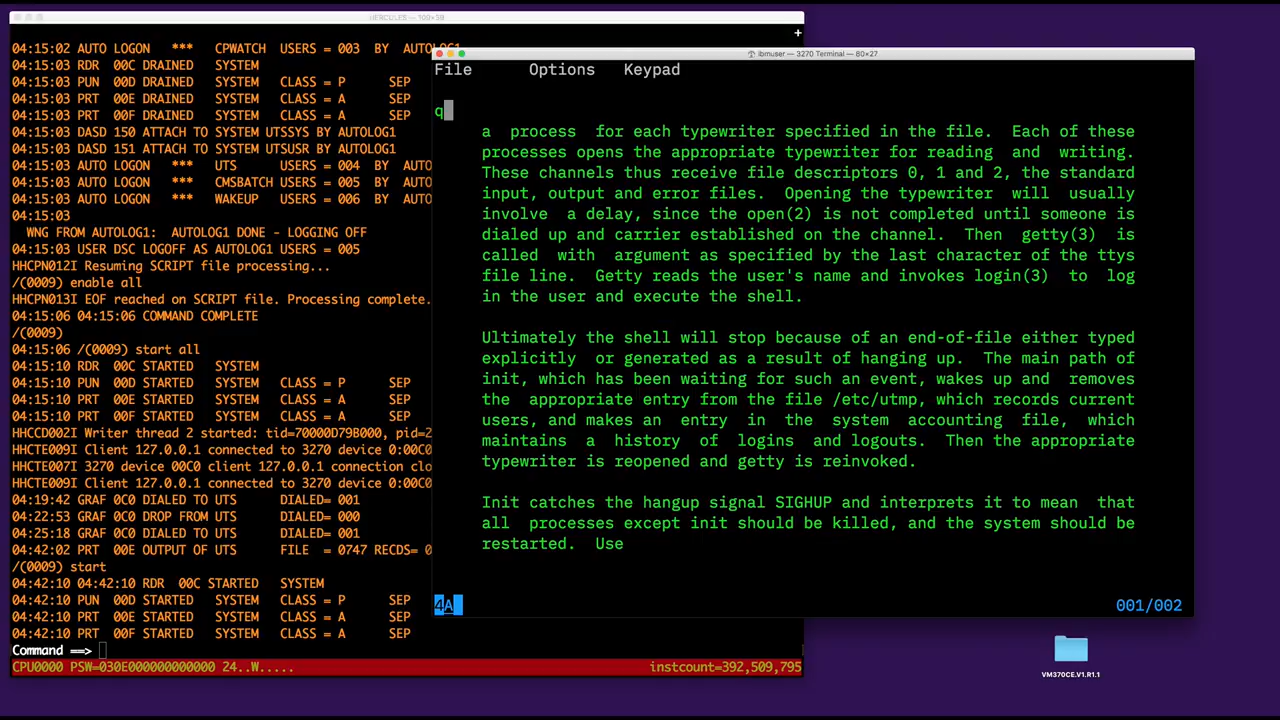 HERCULES — 100×39
04:15:02 AUTO LOGON   ***   CPWATCH  USERS = 003  BY  AUTOLOG1
04:15:03 RDR  00C DRAINED   SYSTEM
04:15:03 PUN  00D DRAINED   SYSTEM   CLASS = P      SEP
04:15:03 PRT  00E DRAINED   SYSTEM   CLASS = A      SEP
04:15:03 PRT  00F DRAINED   SYSTEM   CLASS = A      SEP
04:15:03 DASD 150 ATTACH TO SYSTEM UTSSYS BY AUTOLOG1
04:15:03 DASD 151 ATTACH TO SYSTEM UTSUSR BY AUTOLOG1
04:15:03 AUTO LOGON   ***   UTS      USERS = 004  BY  AUTO
04:15:03 AUTO LOGON   ***   CMSBATCH USERS = 005  BY  AUTO
04:15:03 AUTO LOGON   ***   WAKEUP   USERS = 006  BY  AUTO
04:15:03
WNG FROM AUTOLOG1:  AUTOLOG1 DONE - LOGGING OFF
04:15:03 USER DSC LOGOFF AS AUTOLOG1 USERS = 005
HHCPN012I Resuming SCRIPT file processing...
/(0009) enable all
HHCPN013I EOF reached on SCRIPT file. Processing complete.
04:15:06 04:15:06 COMMAND COMPLETE
/(0009)
04:15:06 /(0009) start all
04:15:10 RDR  00C STARTED   SYSTEM
04:15:10 PUN  00D STARTED   SYSTEM   CLASS = P      SEP
04:15:10 PRT  00E STARTED   SYSTEM   CLASS = A      SEP
04:15:10 PRT  00F STARTED   SYSTEM   CLASS = A      SEP
HHCCD002I Writer thread 2 started: tid=70000D79B000, pid=2
HHCTE009I Client 127.0.0.1 connected to 3270 device 0:00C0
HHCTE007I 3270 device 00C0 client 127.0.0.1 connection clo
HHCTE009I Client 127.0.0.1 connected to 3270 device 0:00C0
04:19:42 GRAF 0C0 DIALED TO UTS      DIALED= 001
04:22:53 GRAF 0C0 DROP FROM UTS      DIALED= 000
04:25:18 GRAF 0C0 DIALED TO UTS      DIALED= 001
04:42:02 PRT  00E OUTPUT OF UTS      FILE  = 0747 RECDS= 0
/(0009) start
04:42:10 04:42:10 RDR  00C STARTED   SYSTEM
04:42:10 PUN  00D STARTED   SYSTEM   CLASS = P      SEP
04:42:10 PRT  00E STARTED   SYSTEM   CLASS = A      SEP
04:42:10 PRT  00F STARTED   SYSTEM   CLASS = A      SEP
Command ==>
CPU0000 PSW=030E000000000000 24..W..... instcount=392,509,795
ibmuser — 3270 Terminal — 80×27
File Options Keypad
q
a  process  for each typewriter specified in the file.  Each of these
processes opens the appropriate typewriter for reading  and  writing.
These channels thus receive file descriptors 0, 1 and 2, the standard
input, output and error files.  Opening the typewriter  will  usually
involve  a delay, since the open(2) is not completed until someone is
dialed up and carrier established on the channel.  Then  getty(3)  is
called  with  argument as specified by the last character of the ttys
file line.  Getty reads the user's name and invokes login(3)  to  log
in the user and execute the shell.
Ultimately the shell will stop because of an end-of-file either typed
explicitly  or generated as a result of hanging up.  The main path of
init, which has been waiting for such an event, wakes up and  removes
the  appropriate entry from the file /etc/utmp, which records current
users, and makes an  entry  in  the  system  accounting  file,  which
maintains  a  history  of  logins  and logouts.  Then the appropriate
typewriter is reopened and getty is reinvoked.
Init catches the hangup signal SIGHUP and interprets it to mean  that
all  processes except init should be killed, and the system should be
restarted.  Use
4A 001/002
VM370CE.V1.R1.1